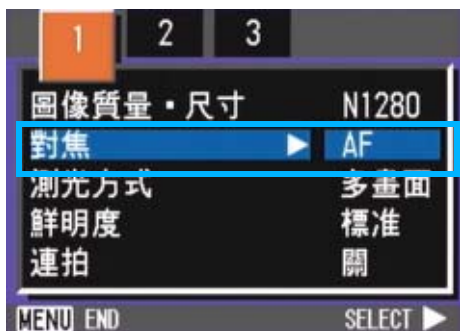 1 2 3
圖像質量・尺寸 N1280
對焦 ▶ AF
測光方式 多畫面
鮮明度 標准
連拍 關
MENU END SELECT ▶